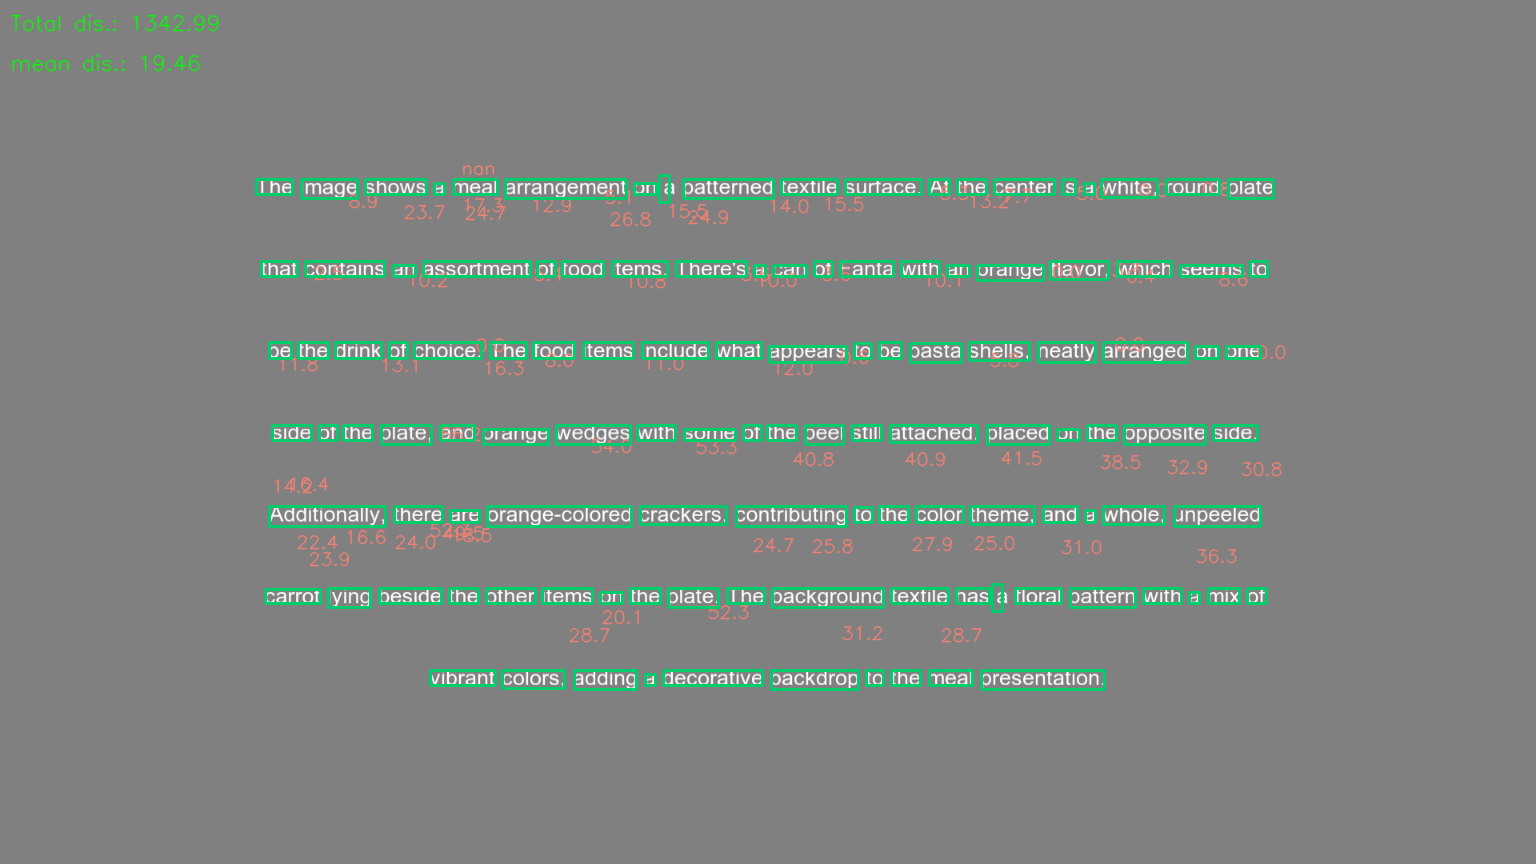 Total dis.: 1342.99
mean dis.: 19.46
nan
The image shows a meal arrangement on a patterned textile surface. At the center is a white, round plate
8.9 23.7 17.3 24.7 12.9 26.8 15.5 24.9 14.0 15.5 13.2
that contains an assortment of food items. There's a can of Fanta with an orange flavor, which seems to
10.2 10.8 10.0 10.1 8.6
be the drink of choice. The food items include what appears to be pasta shells, neatly arranged on one
11.8 13.1 16.3 8.0 11.0 12.0
side of the plate, and orange wedges with some of the peel still attached, placed on the opposite side.
54.0 53.3 40.8 40.9 41.5 38.5 32.9 30.8
14.2 16.4
Additionally, there are orange-colored crackers, contributing to the color theme, and a whole, unpeeled
22.4 23.9 16.6 24.0 24.7 25.8 27.9 25.0 31.0 36.3
carrot lying beside the other items on the plate. The background textile has a floral pattern with a mix of
28.7 20.1 52.3 31.2 28.7
vibrant colors, adding a decorative backdrop to the meal presentation.